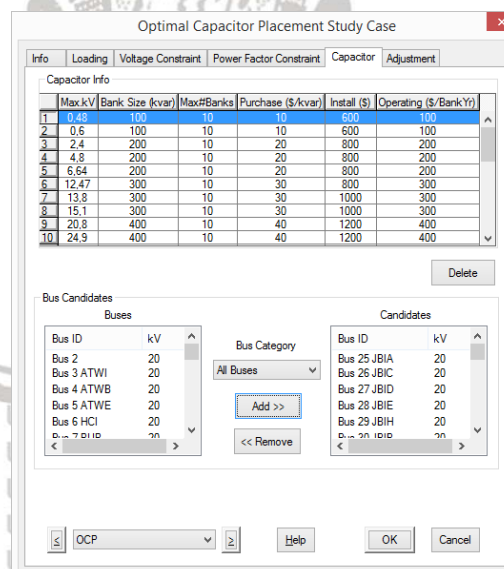 Optimal Capacitor Placement Study Case
Info Loading Voltage Constraint Power Factor Constraint Capacitor Adjustment
Capacitor Info
Max.kV Bank Size (kvar) Max#Banks Purchase ($/kvar) Install ($) Operating ($/BankYr)
1 0,48 100 10 10 600 100
2 0,6 100 10 10 600 100
3 2,4 200 10 20 800 200
4 4,8 200 10 20 800 200
5 6,64 200 10 20 800 200
6 12,47 300 10 30 800 300
7 13,8 300 10 30 1000 300
8 15,1 300 10 30 1000 300
9 20,8 400 10 40 1200 400
10 24,9 400 10 40 1200 400
Delete
Bus Candidates
Buses
Bus ID kV
Bus 2 20
Bus 3 ATWI 20
Bus 4 ATWB 20
Bus 5 ATWE 20
Bus 6 HCI 20
Bus 7 20
Bus Category
All Buses
Add >>
<< Remove
Candidates
Bus ID kV
Bus 25 JBIA 20
Bus 26 JBIC 20
Bus 27 JBID 20
Bus 28 JBIE 20
Bus 29 JBIH 20
Bus 30 20
≤ OCP ≥ Help OK Cancel